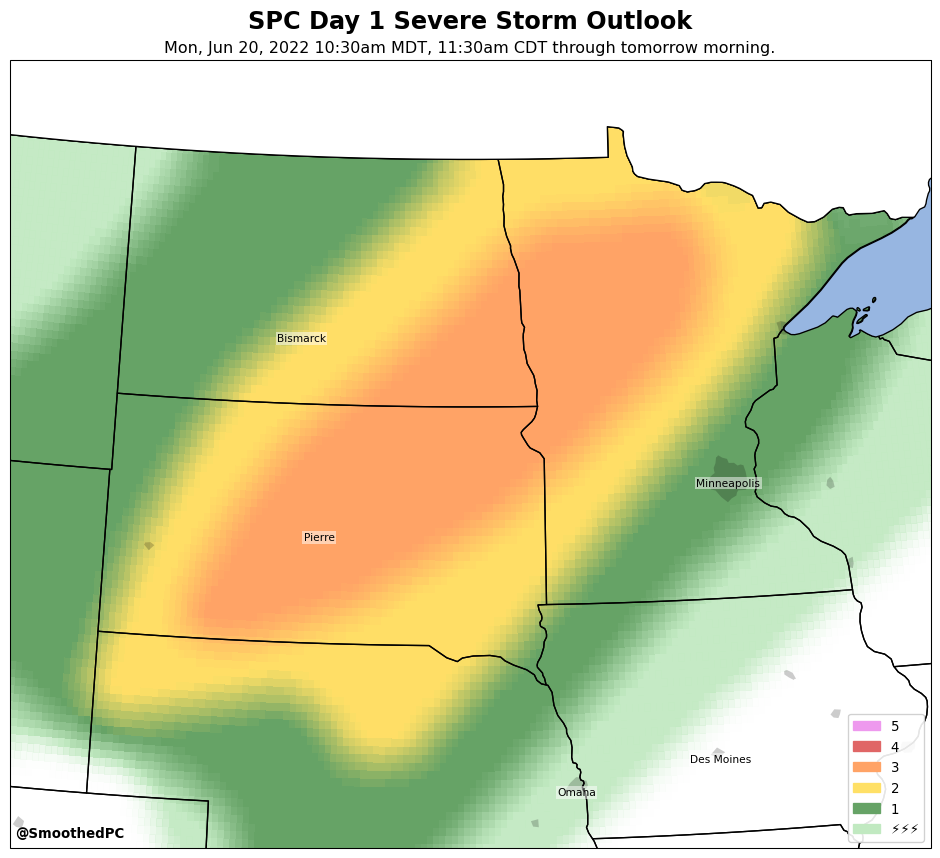 SPC Day 1 Severe Storm Outlook
Mon, Jun 20, 2022 10:30am MDT, 11:30am CDT through tomorrow morning.
Bismarck
Minneapolis
Pierre
Des Moines
Omaha
5
4
3
2
1
⚡⚡⚡
@SmoothedPC